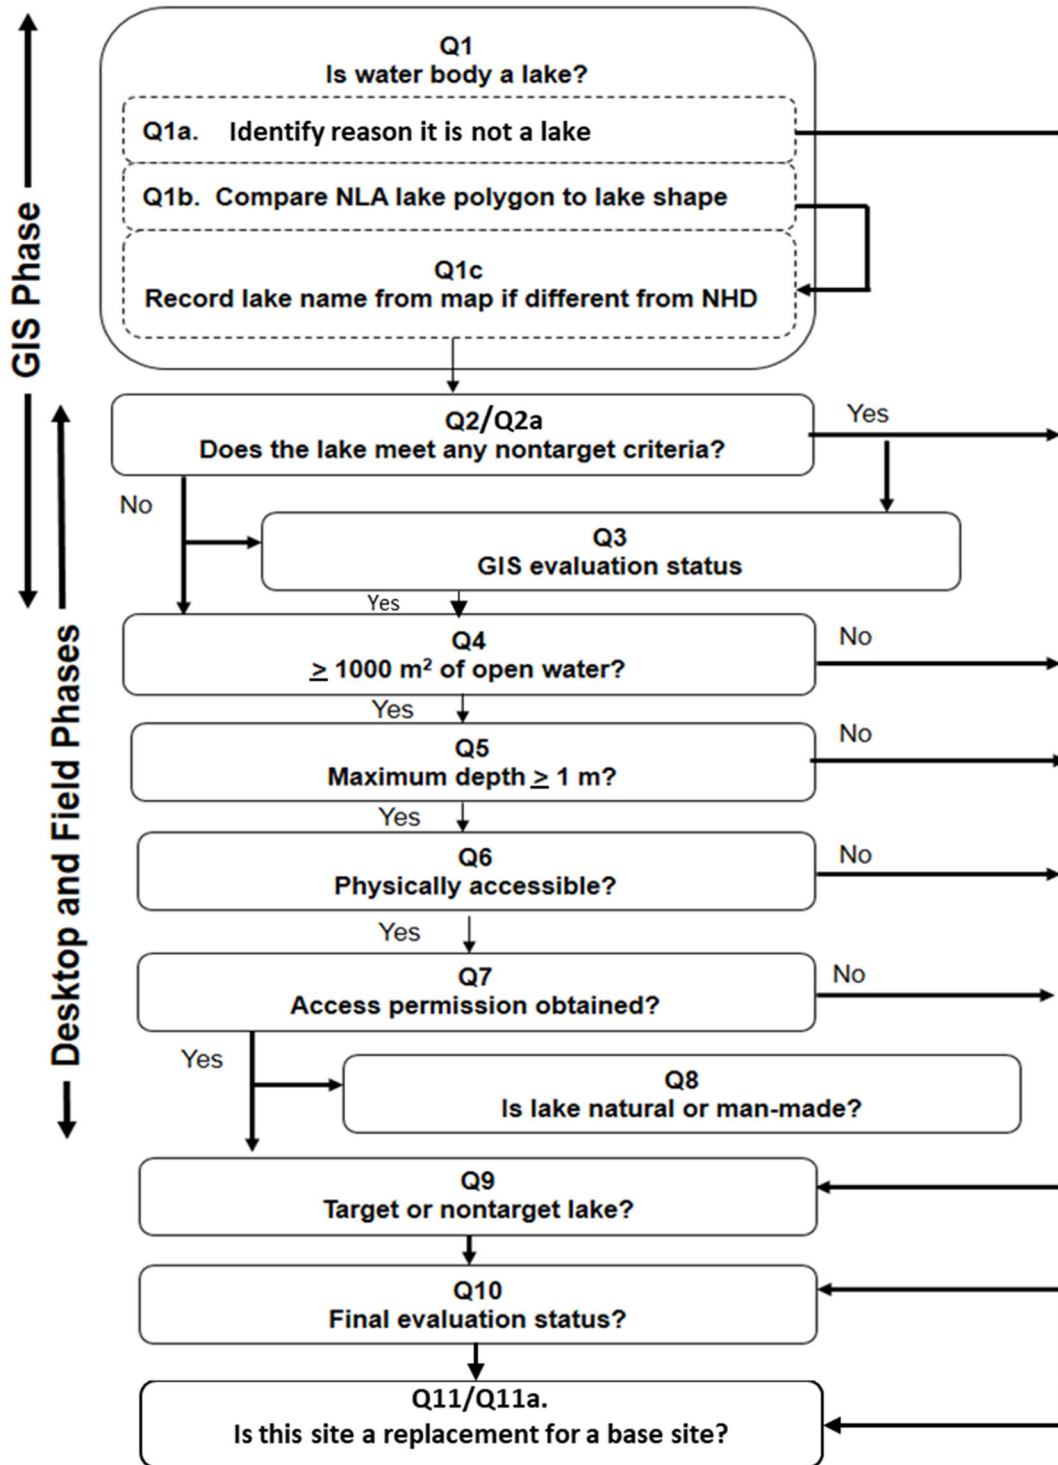 GIS Phase
Desktop and Field Phases
Q1
Is water body a lake?
Q1a. Identify reason it is not a lake
Q1b. Compare NLA lake polygon to lake shape
Q1c
Record lake name from map if different from NHD
Q2/Q2a
Does the lake meet any nontarget criteria?
Yes
No
Q3
GIS evaluation status
Yes
Q4
≥ 1000 m² of open water?
No
Yes
Q5
Maximum depth ≥ 1 m?
No
Yes
Q6
Physically accessible?
No
Yes
Q7
Access permission obtained?
No
Yes
Q8
Is lake natural or man-made?
Q9
Target or nontarget lake?
Q10
Final evaluation status?
Q11/Q11a.
Is this site a replacement for a base site?